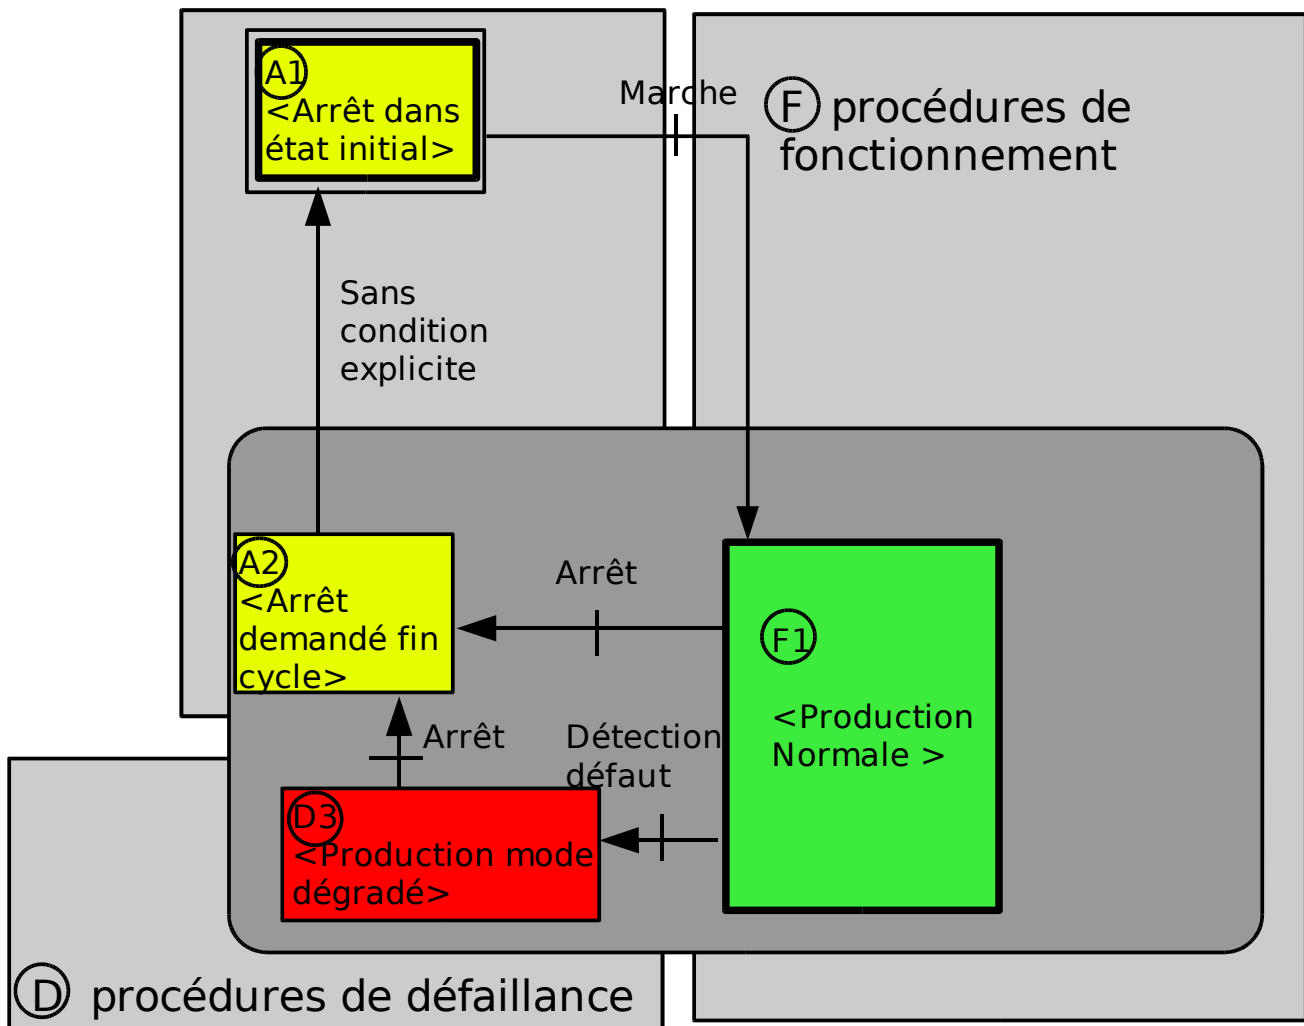 A1
<Arrêt dans
état initial>
Marche
F procédures de
fonctionnement
Sans
condition
explicite
A2
<Arrêt
demandé fin
cycle>
Arrêt
F1
<Production
Normale >
Arrêt
Détection
défaut
D3
<Production mode
dégradé>
D procédures de défaillance